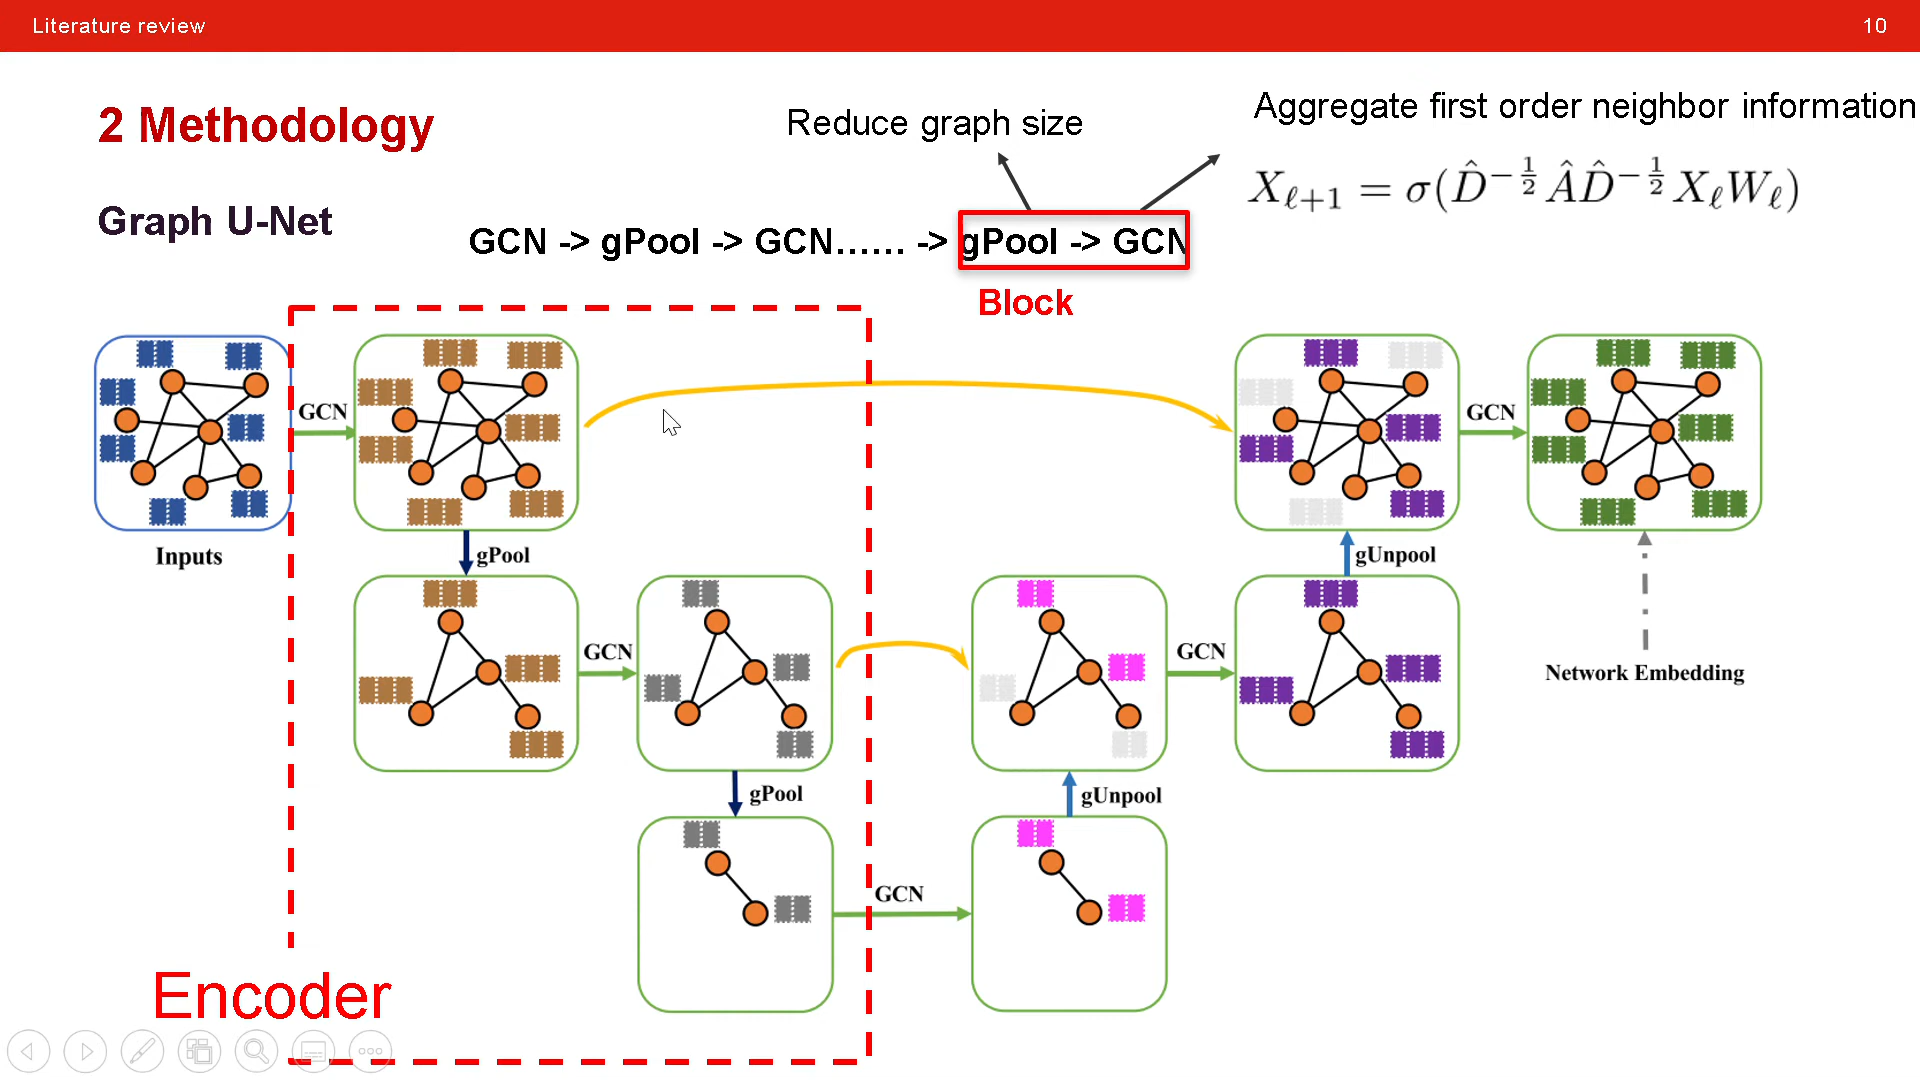 Literature review
10
2 Methodology
Reduce graph size
Aggregate first order neighbor information
X_{ℓ+1} = σ(D̂^{-1/2} Â D̂^{-1/2} X_ℓ W_ℓ)
Graph U-Net
GCN -> gPool -> GCN...... -> gPool -> GCN
Block
GCN
GCN
Inputs
gPool
gUnpool
GCN
GCN
Network Embedding
gPool
gUnpool
GCN
Encoder